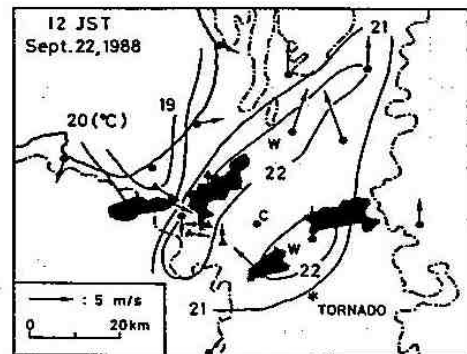 12 JST
Sept.22,1988
21
19
20(°C)
W
22
C
W
22
21
TORNADO
→ : 5 m/s
0 20km